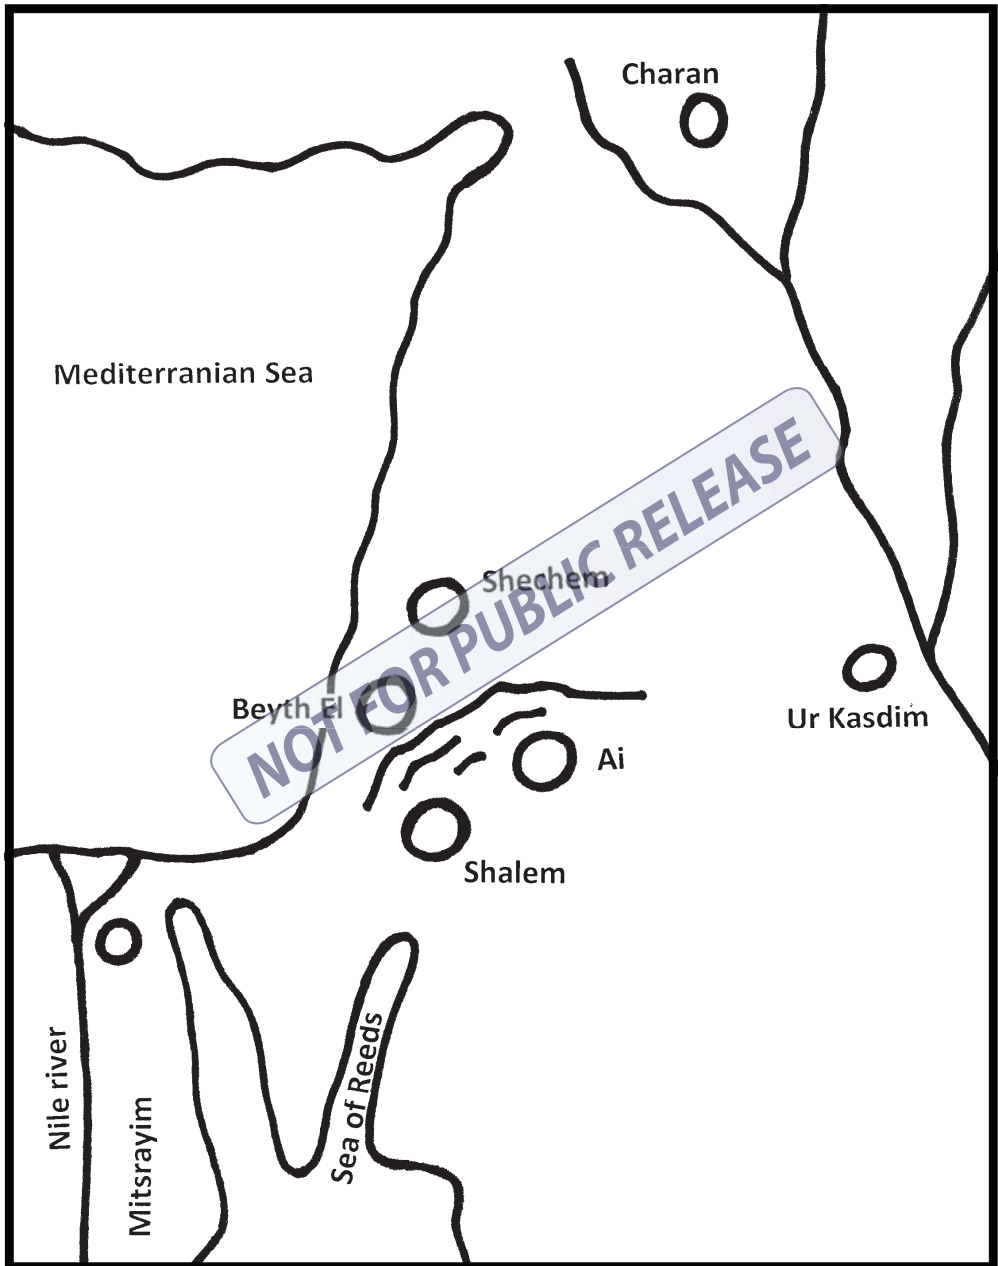 Charan
Mediterranian Sea
Shechem
Beyth El
Ur Kasdim
Ai
Shalem
Nile river
Mitsrayim
Sea of Reeds
NOT FOR PUBLIC RELEASE